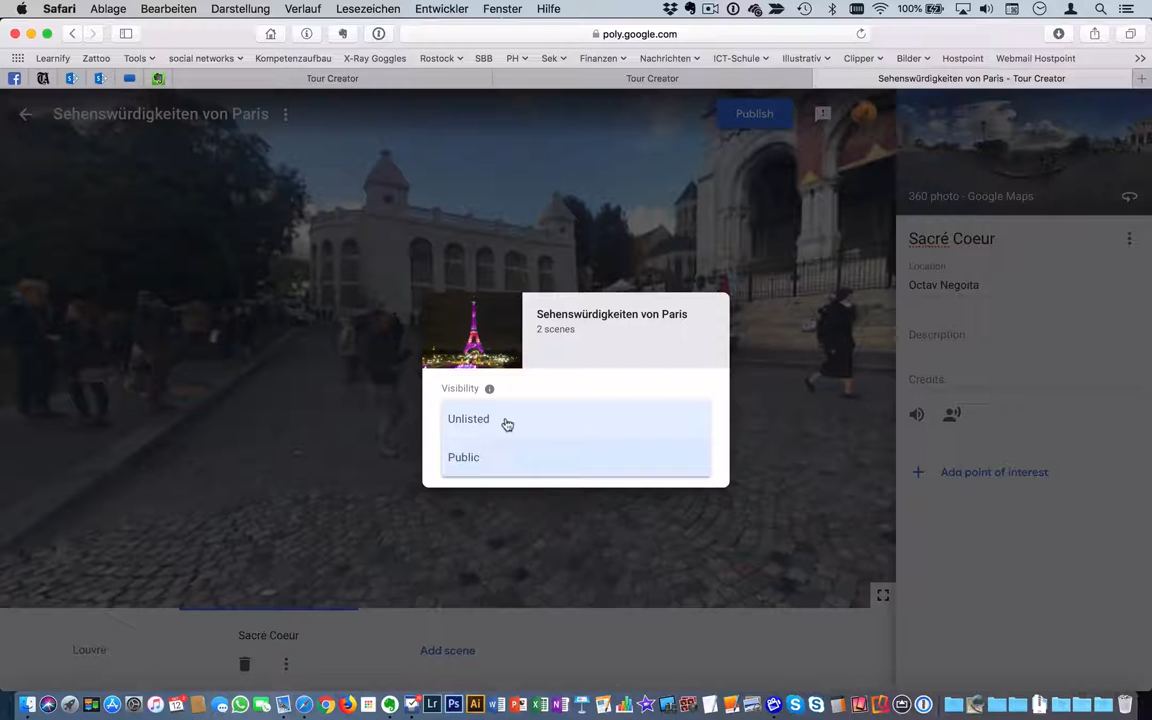 Safari Ablage Bearbeiten Darstellung Verlauf Lesezeichen Entwickler Fenster Hilfe 100%
poly.google.com
Learnify Zattoo Tools social networks Kompetenzaufbau X-Ray Goggles Rostock SBB PH Sek Finanzen Nachrichten ICT-Schule Illustrativ Clipper Bilder Hostpoint Webmail Hostpoint
Tour Creator Tour Creator Sehenswürdigkeiten von Paris - Tour Creator
Sehenswürdigkeiten von Paris Publish
360 photo - Google Maps
Sacré Coeur
Location
Octav Negoita
Description
Credits
Add point of interest
Sehenswürdigkeiten von Paris
2 scenes
Visibility
Unlisted
Public
Louvre
Sacré Coeur
Add scene
Lr Ps Ai